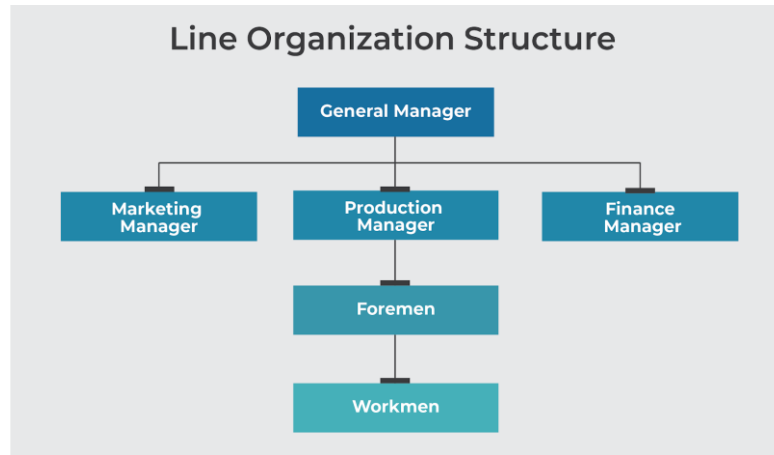 Line Organization Structure
General Manager
Marketing
Manager
Production
Manager
Finance
Manager
Foremen
Workmen